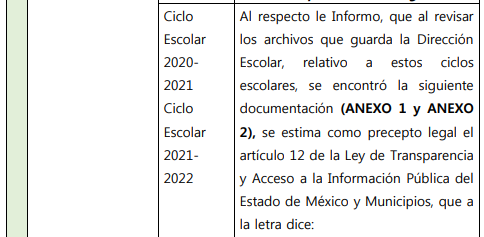 Ciclo
Escolar
2020-
2021
Ciclo
Escolar
2021-
2022
Al respecto le Informo, que al revisar
los archivos que guarda la Dirección
Escolar, relativo a estos ciclos
escolares, se encontró la siguiente
documentación (ANEXO 1 y ANEXO
2), se estima como precepto legal el
artículo 12 de la Ley de Transparencia
y Acceso a la Información Pública del
Estado de México y Municipios, que a
la letra dice: